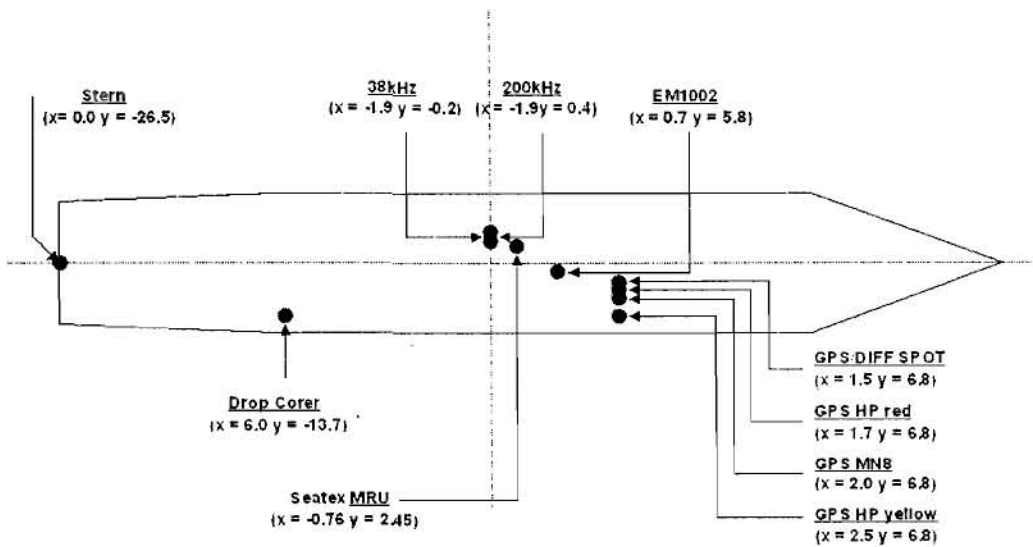 Stern
(x= 0.0 y = -26.5)
38kHz
(x = -1.9 y = -0.2)
200kHz
(x = -1.9y = 0.4)
EM1002
(x = 0.7 y = 5.8)
Drop Corer
(x = 6.0 y = -13.7)
Seatex MRU
(x = -0.76 y = 2.45)
GPS DIFF SPOT
(x = 1.5 y = 6.8)
GPS HP red
(x = 1.7 y = 6.8)
GPS MN8
(x = 2.0 y = 6.8)
GPS HP yellow
(x = 2.5 y = 6.8)